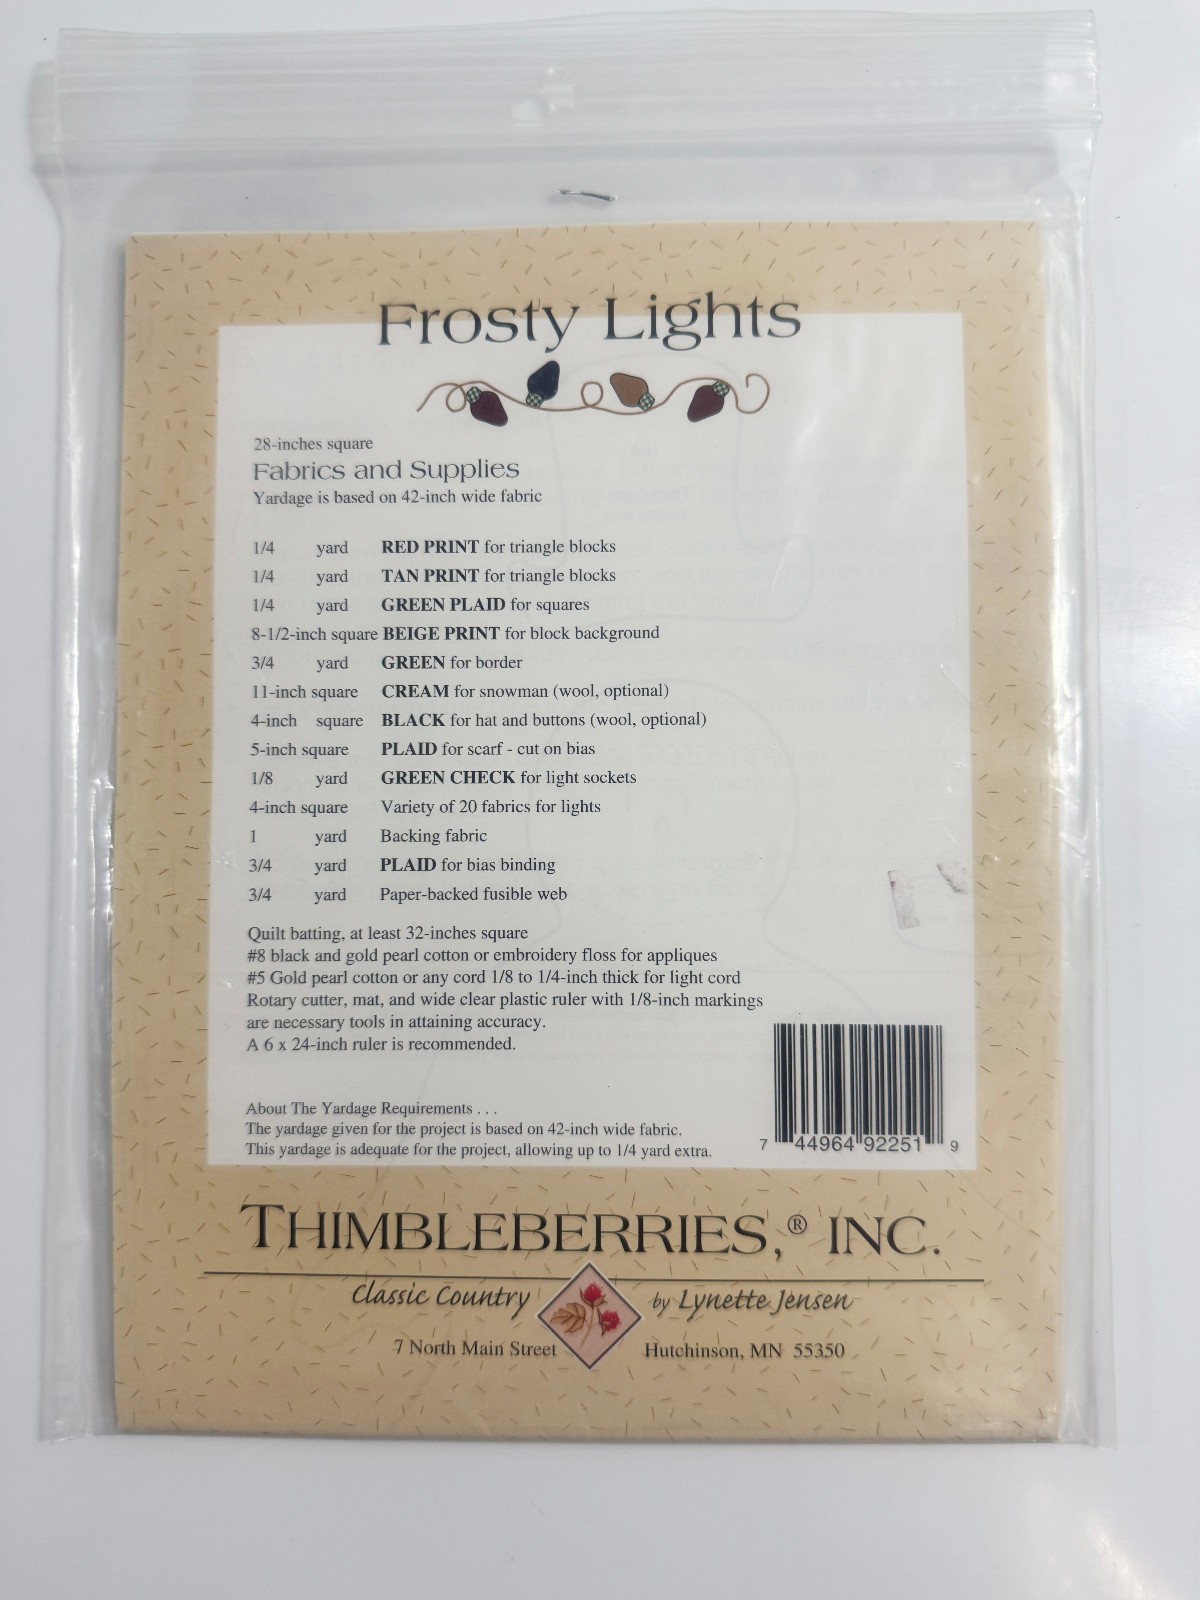 Frosty Lights
28-inches square
Fabrics and Supplies
Yardage is based on 42-inch wide fabric
1/4 yard RED PRINT for triangle blocks
1/4 yard TAN PRINT for triangle blocks
1/4 yard GREEN PLAID for squares
8-1/2-inch square BEIGE PRINT for block background
3/4 yard GREEN for border
11-inch square CREAM for snowman (wool, optional)
4-inch square BLACK for hat and buttons (wool, optional)
5-inch square PLAID for scarf - cut on bias
1/8 yard GREEN CHECK for light sockets
4-inch square Variety of 20 fabrics for lights
1 yard Backing fabric
3/4 yard PLAID for bias binding
3/4 yard Paper-backed fusible web
Quilt batting, at least 32-inches square
#8 black and gold pearl cotton or embroidery floss for appliques
#5 Gold pearl cotton or any cord 1/8 to 1/4-inch thick for light cord
Rotary cutter, mat, and wide clear plastic ruler with 1/8-inch markings
are necessary tools in attaining accuracy.
A 6 x 24-inch ruler is recommended.
About The Yardage Requirements . . .
The yardage given for the project is based on 42-inch wide fabric.
This yardage is adequate for the project, allowing up to 1/4 yard extra.
7 44964 92251 9
THIMBLEBERRIES,® INC.
Classic Country by Lynette Jensen
7 North Main Street Hutchinson, MN 55350